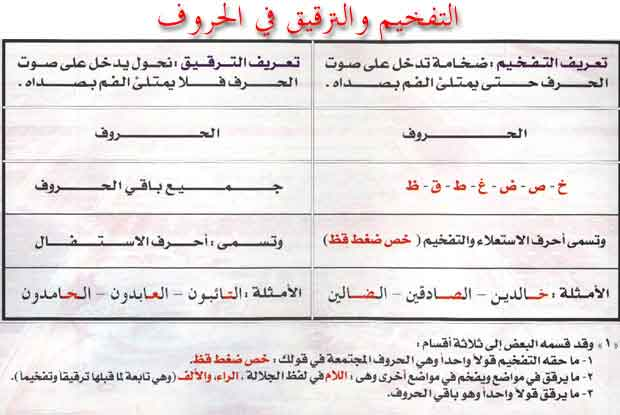 التفخيم والترقيق في الحروف
تعريف التفخيم : ضخامة تدخل على صوت
الحرف حتى يمتلئ الفم بصداه .
تعريف الترقيق : نحول يدخل على صوت
الحرف فلا يمتلئ الفم بصداه .
الحروف
الحروف
خ - ص - ض - غ - ط - ق - ظ
جميع باقي الحروف
وتسمى أحرف الاستعلاء والتفخيم ( خص ضغط قظ )
وتسمى : أحرف الاستفال
الأمثلة : خالدين - الصادقين - الضالين
الأمثلة : التائبون - العابدون - الحامدون
« ١ » وقد قسمه البعض إلى ثلاثة أقسام :
١- ما حقه التفخيم قولاً واحداً وهي الحروف المجتمعة في قولك : خص ضغط قظ.
٢- ما يرقق في مواضع ويفخم في مواضع أخرى وهي : اللام في لفظ الجلالة ، الراء، والألف (وهي تابعة لما قبلها ترقيقاً وتفخيماً).
٣- ما يرقق قولاً واحداً وهو باقي الحروف.